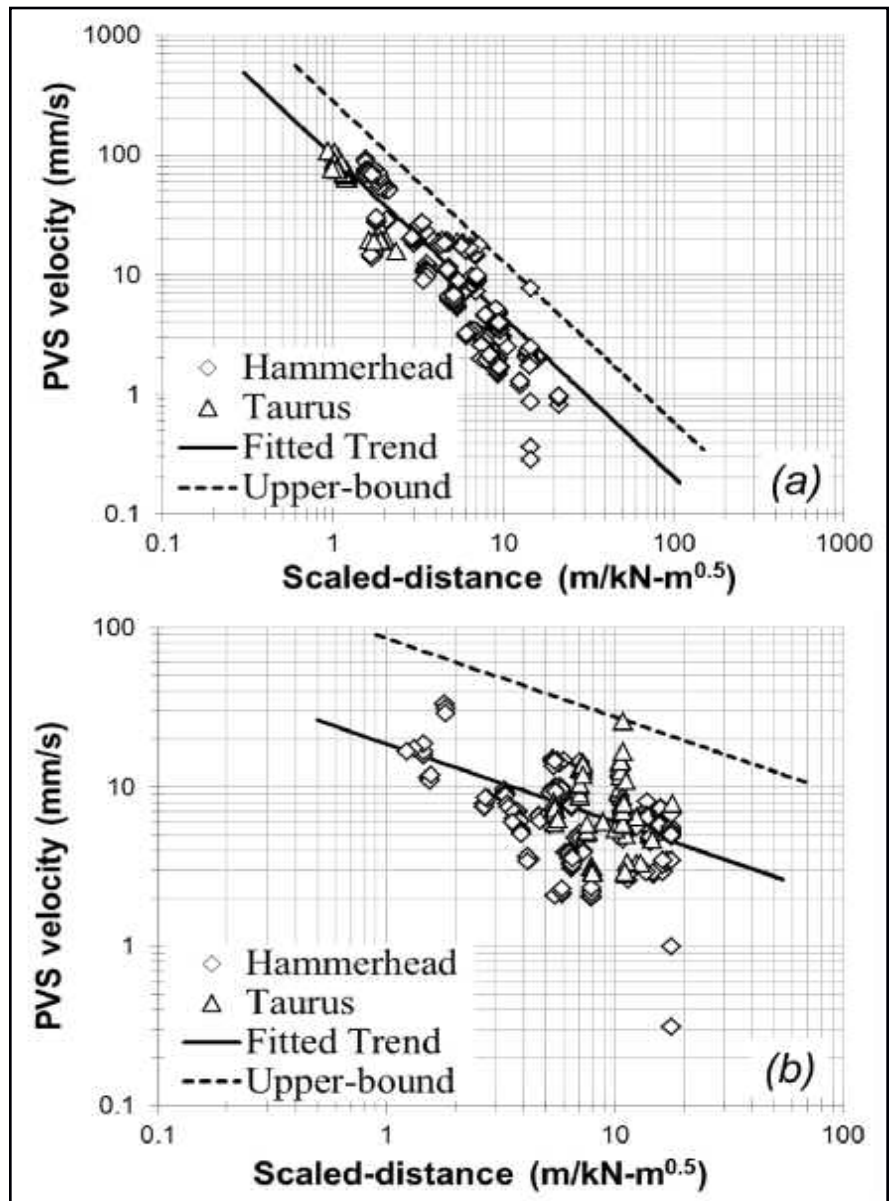 1000
100
10
1
0.1
PVS velocity (mm/s)
Hammerhead
Taurus
Fitted Trend
Upper-bound
(a)
0.1 1 10 100 1000
Scaled-distance (m/kN-m^0.5)
100
10
1
0.1
PVS velocity (mm/s)
Hammerhead
Taurus
Fitted Trend
Upper-bound
(b)
0.1 1 10 100
Scaled-distance (m/kN-m^0.5)